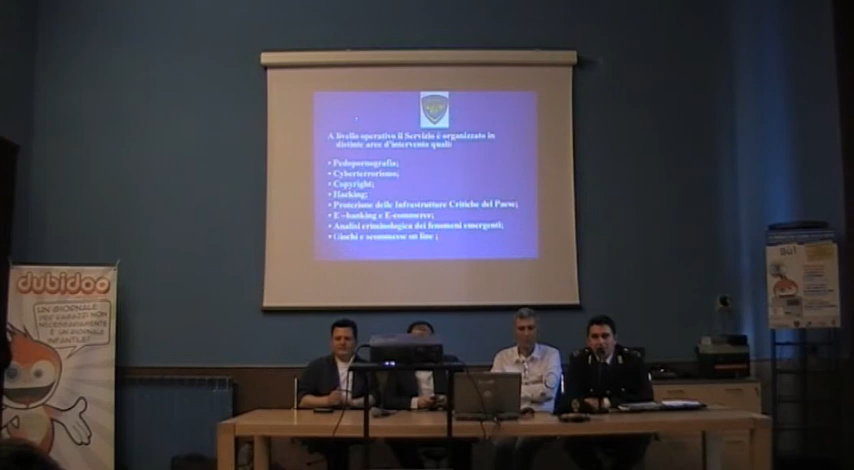 A livello operativo il Servizio è organizzato in
distinte aree d'intervento quali:
• Pedopornografia;
• Cyberterrorismo;
• Copyright;
• Hacking;
• Protezione delle Infrastrutture Critiche del Paese;
• E-banking e E-commerce;
• Analisi criminologica dei fenomeni emergenti;
• Giochi e scommesse on line ;
dubidoo
UN GIORNALE
PER RAGAZZI NON
NECESSARIAMENTE
È UN GIORNALE
INFANTILE!